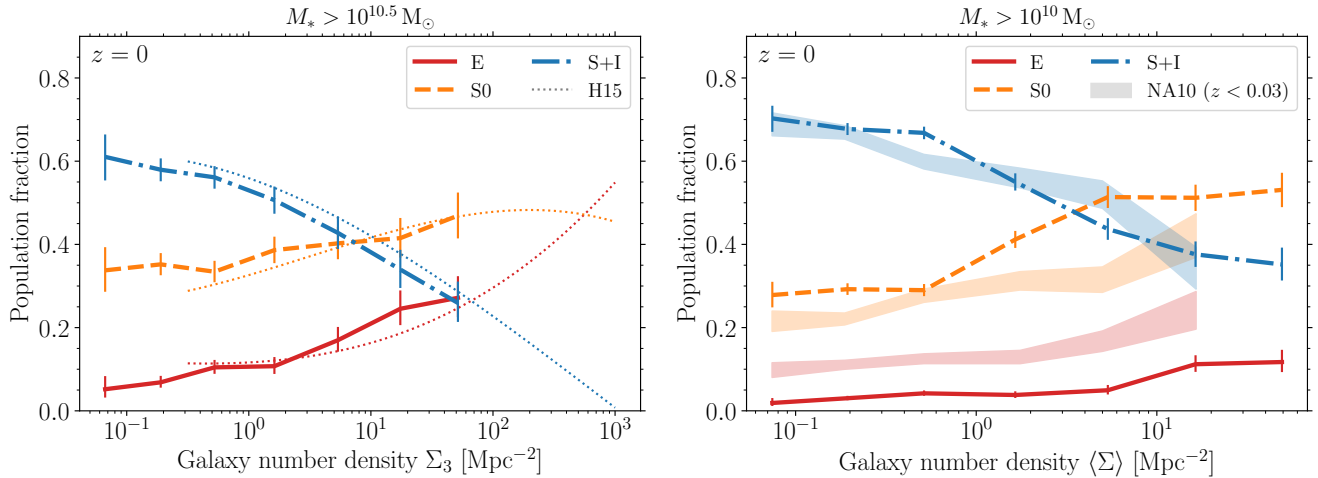 M_* > 10^{10.5} M_⊙
z = 0
E
S0
S+I
H15
0.8
0.6
0.4
0.2
0.0
Population fraction
10^{-1} 10^0 10^1 10^2 10^3
Galaxy number density Σ_3 [Mpc^{-2}]
M_* > 10^{10} M_⊙
z = 0
E
S0
S+I
NA10 (z < 0.03)
0.8
0.6
0.4
0.2
0.0
Population fraction
10^{-1} 10^0 10^1
Galaxy number density ⟨Σ⟩ [Mpc^{-2}]